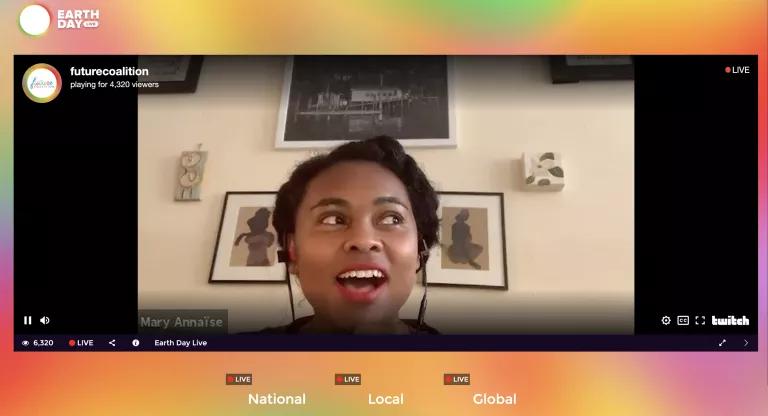 EARTH
DAY LIVE
futurecoalition
playing for 4,320 viewers
LIVE
Mary Annaïse
CC
twitch
6,320
LIVE
Earth Day Live
LIVE
LIVE
LIVE
National
Local
Global